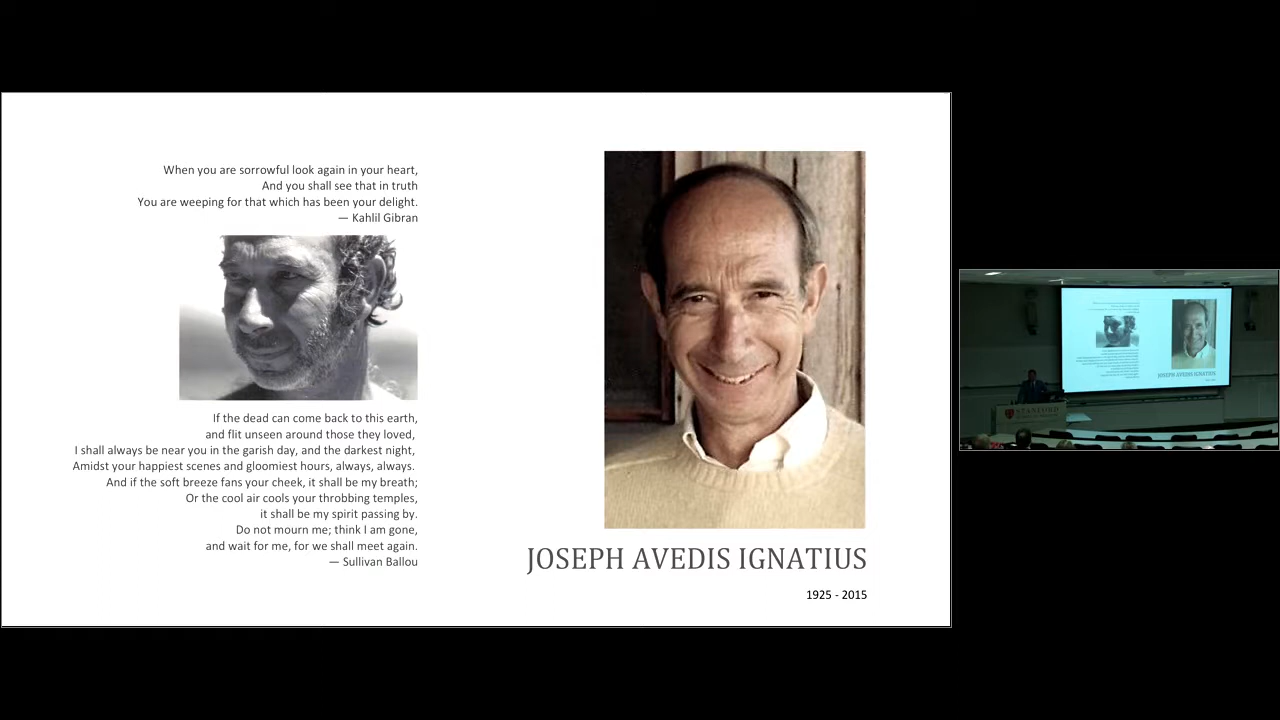 When you are sorrowful look again in your heart,
And you shall see that in truth
You are weeping for that which has been your delight.
— Kahlil Gibran
If the dead can come back to this earth,
and flit unseen around those they loved,
I shall always be near you in the garish day, and the darkest night,
Amidst your happiest scenes and gloomiest hours, always, always.
And if the soft breeze fans your cheek, it shall be my breath;
Or the cool air cools your throbbing temples,
it shall be my spirit passing by.
Do not mourn me; think I am gone,
and wait for me, for we shall meet again.
— Sullivan Ballou
JOSEPH AVEDIS IGNATIUS
1925 - 2015
JOSEPH AVEDIS IGNATIUS
STANFORD